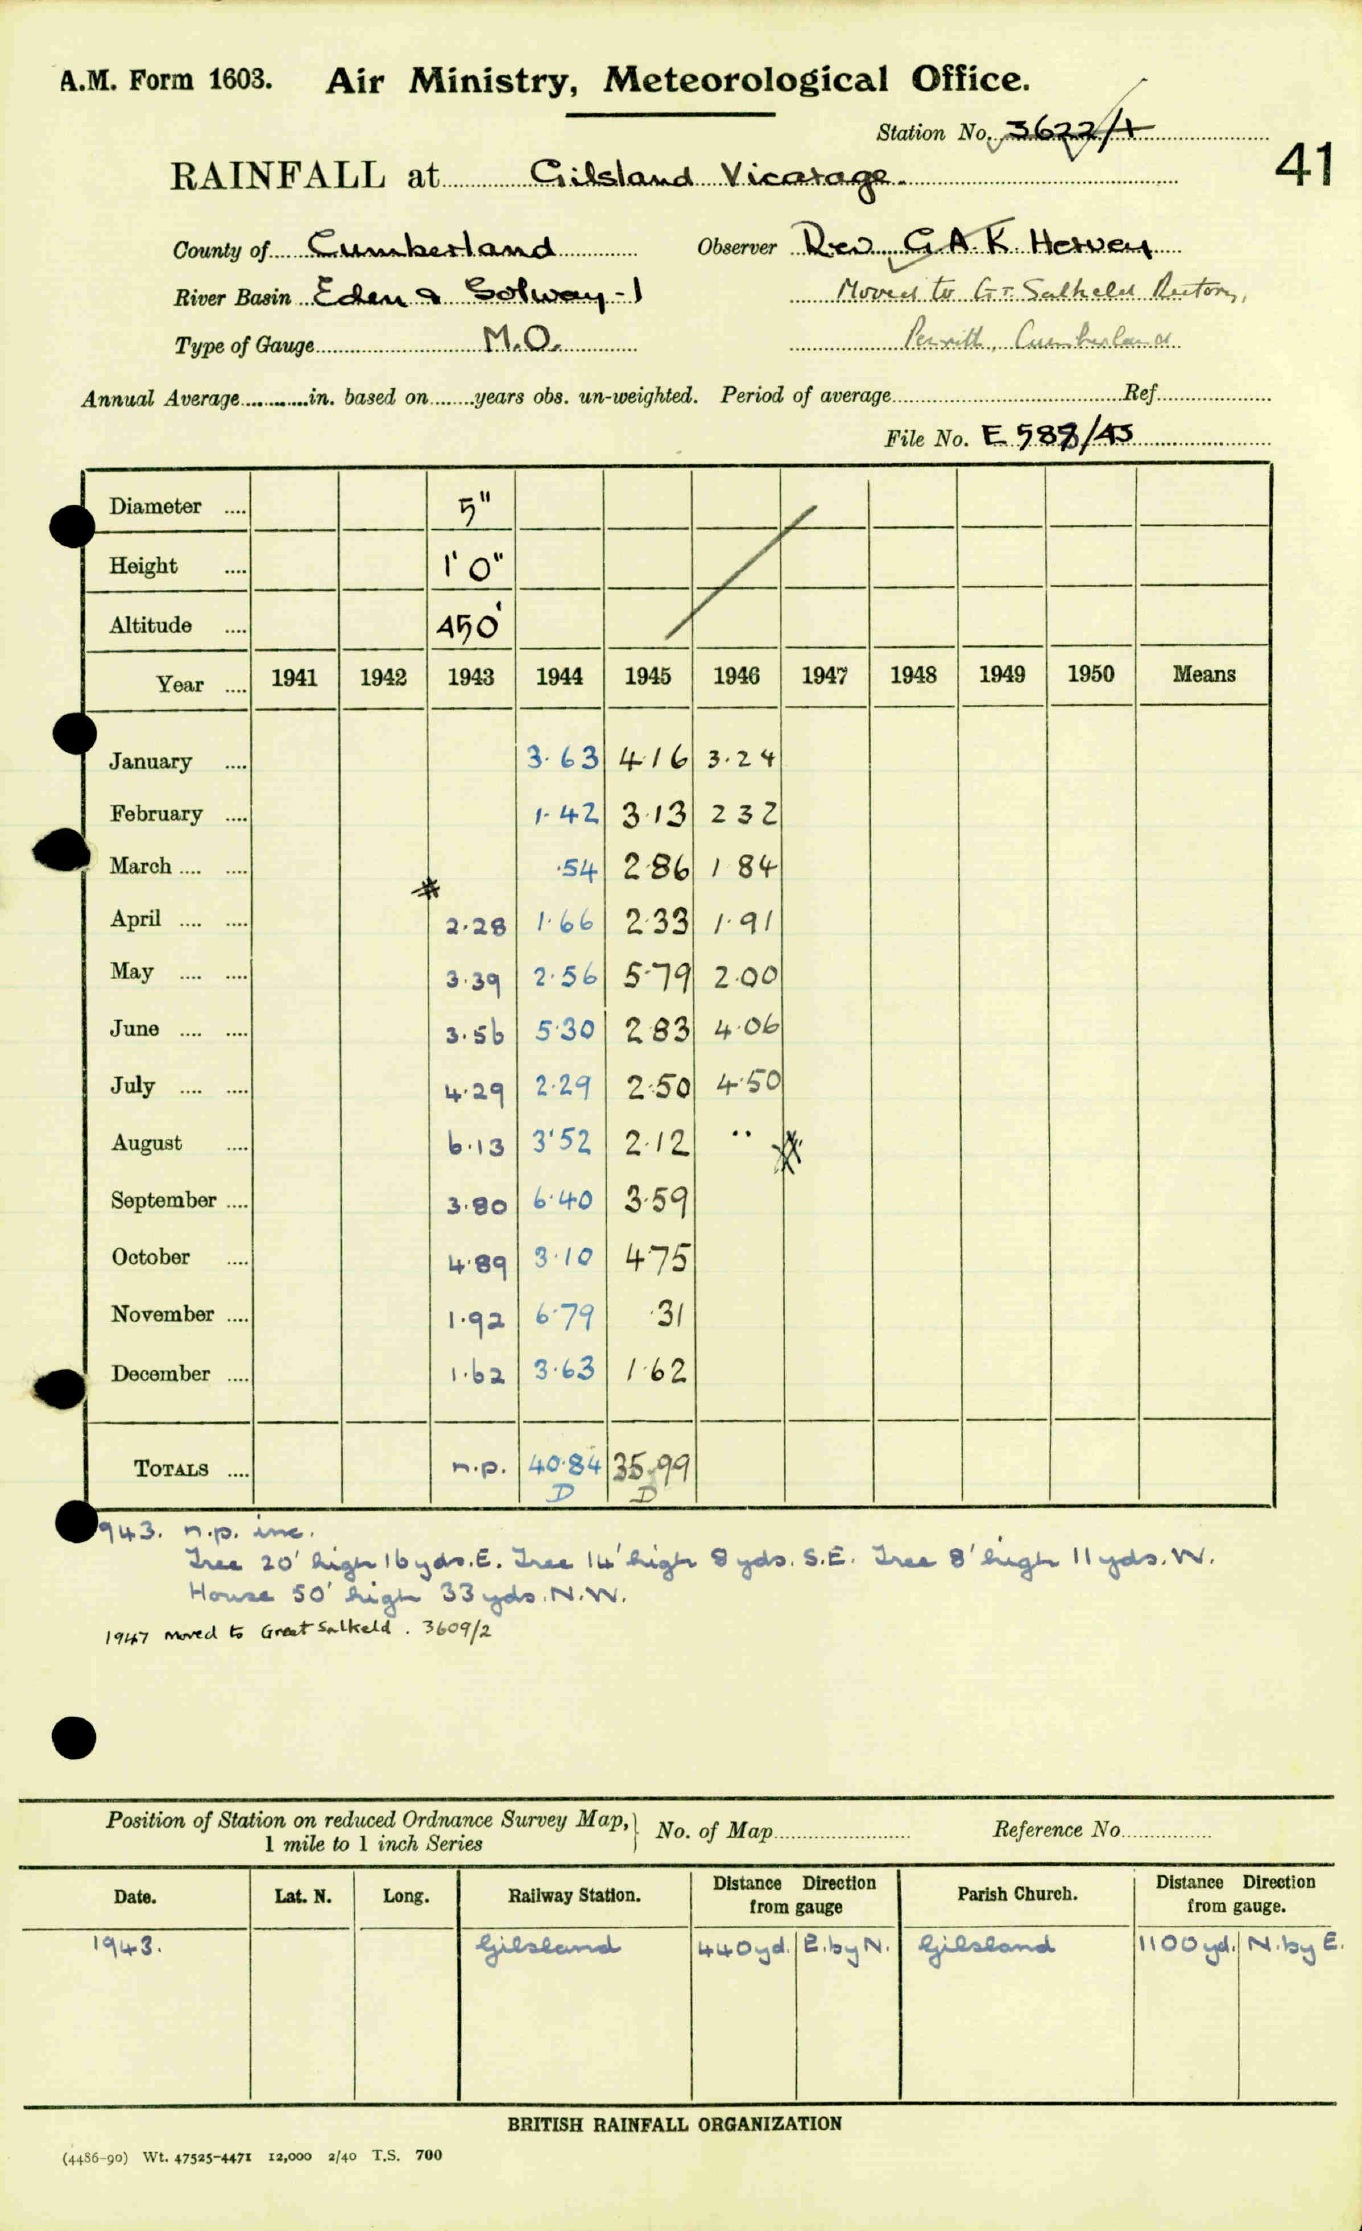 A.M. Form 1603. Air Ministry, Meteorological Office.
Station No. 3622/1
41
RAINFALL at Gilsland Vicarage.
County of Cumberland Observer Rev. G A K Hervey
River Basin Eden & Solway-1 Moved to Gt. Salkeld Rectory,
Type of Gauge M.O. Penrith, Cumberland
Annual Average in. based on years obs. un-weighted. Period of average Ref.
File No. E 588/43
Diameter 5"
Height 1' 0"
Altitude 450'
Year 1941 1942 1943 1944 1945 1946 1947 1948 1949 1950 Means
January 3.63 4.16 3.24
February 1.42 3.13 2.32
March .54 2.86 1.84
April 2.28 1.66 2.33 1.91
May 3.39 2.56 5.79 2.00
June 3.56 5.30 2.83 4.06
July 4.29 2.29 2.50 4.50
August 6.13 3.52 2.12 ..
September 3.80 6.40 3.59
October 4.89 3.10 4.75
November 1.92 6.79 .31
December 1.62 3.63 1.62
TOTALS n.p. 40.84 35.99
D D
943. n.p. inc.
Tree 20' high 16 yds. E. Tree 14' high 8 yds. S.E. Tree 8' high 11 yds. W.
House 50' high 33 yds. N.W.
1947 moved to Great Salkeld. 3609/2
Position of Station on reduced Ordnance Survey Map, 1 mile to 1 inch Series No. of Map Reference No.
Date. Lat. N. Long. Railway Station. Distance Direction from gauge Parish Church. Distance Direction from gauge.
1943. Gilsland 440 yd. E. by N. Gilsland 1100 yd. N. by E.
BRITISH RAINFALL ORGANIZATION
(4486-90) Wt. 47525-4471 12,000 2/40 T.S. 700